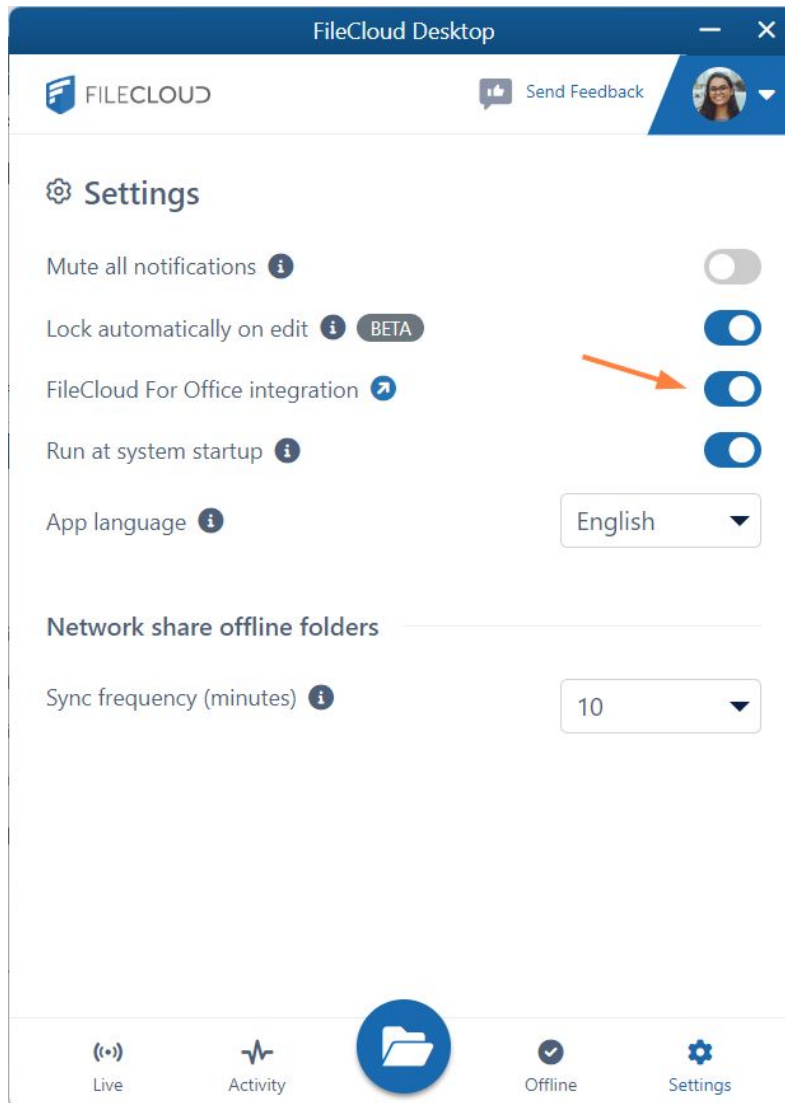 FileCloud Desktop
FILECLOUD
Send Feedback
Settings
Mute all notifications
Lock automatically on edit BETA
FileCloud For Office integration
Run at system startup
App language English
Network share offline folders
Sync frequency (minutes) 10
Live Activity Offline Settings